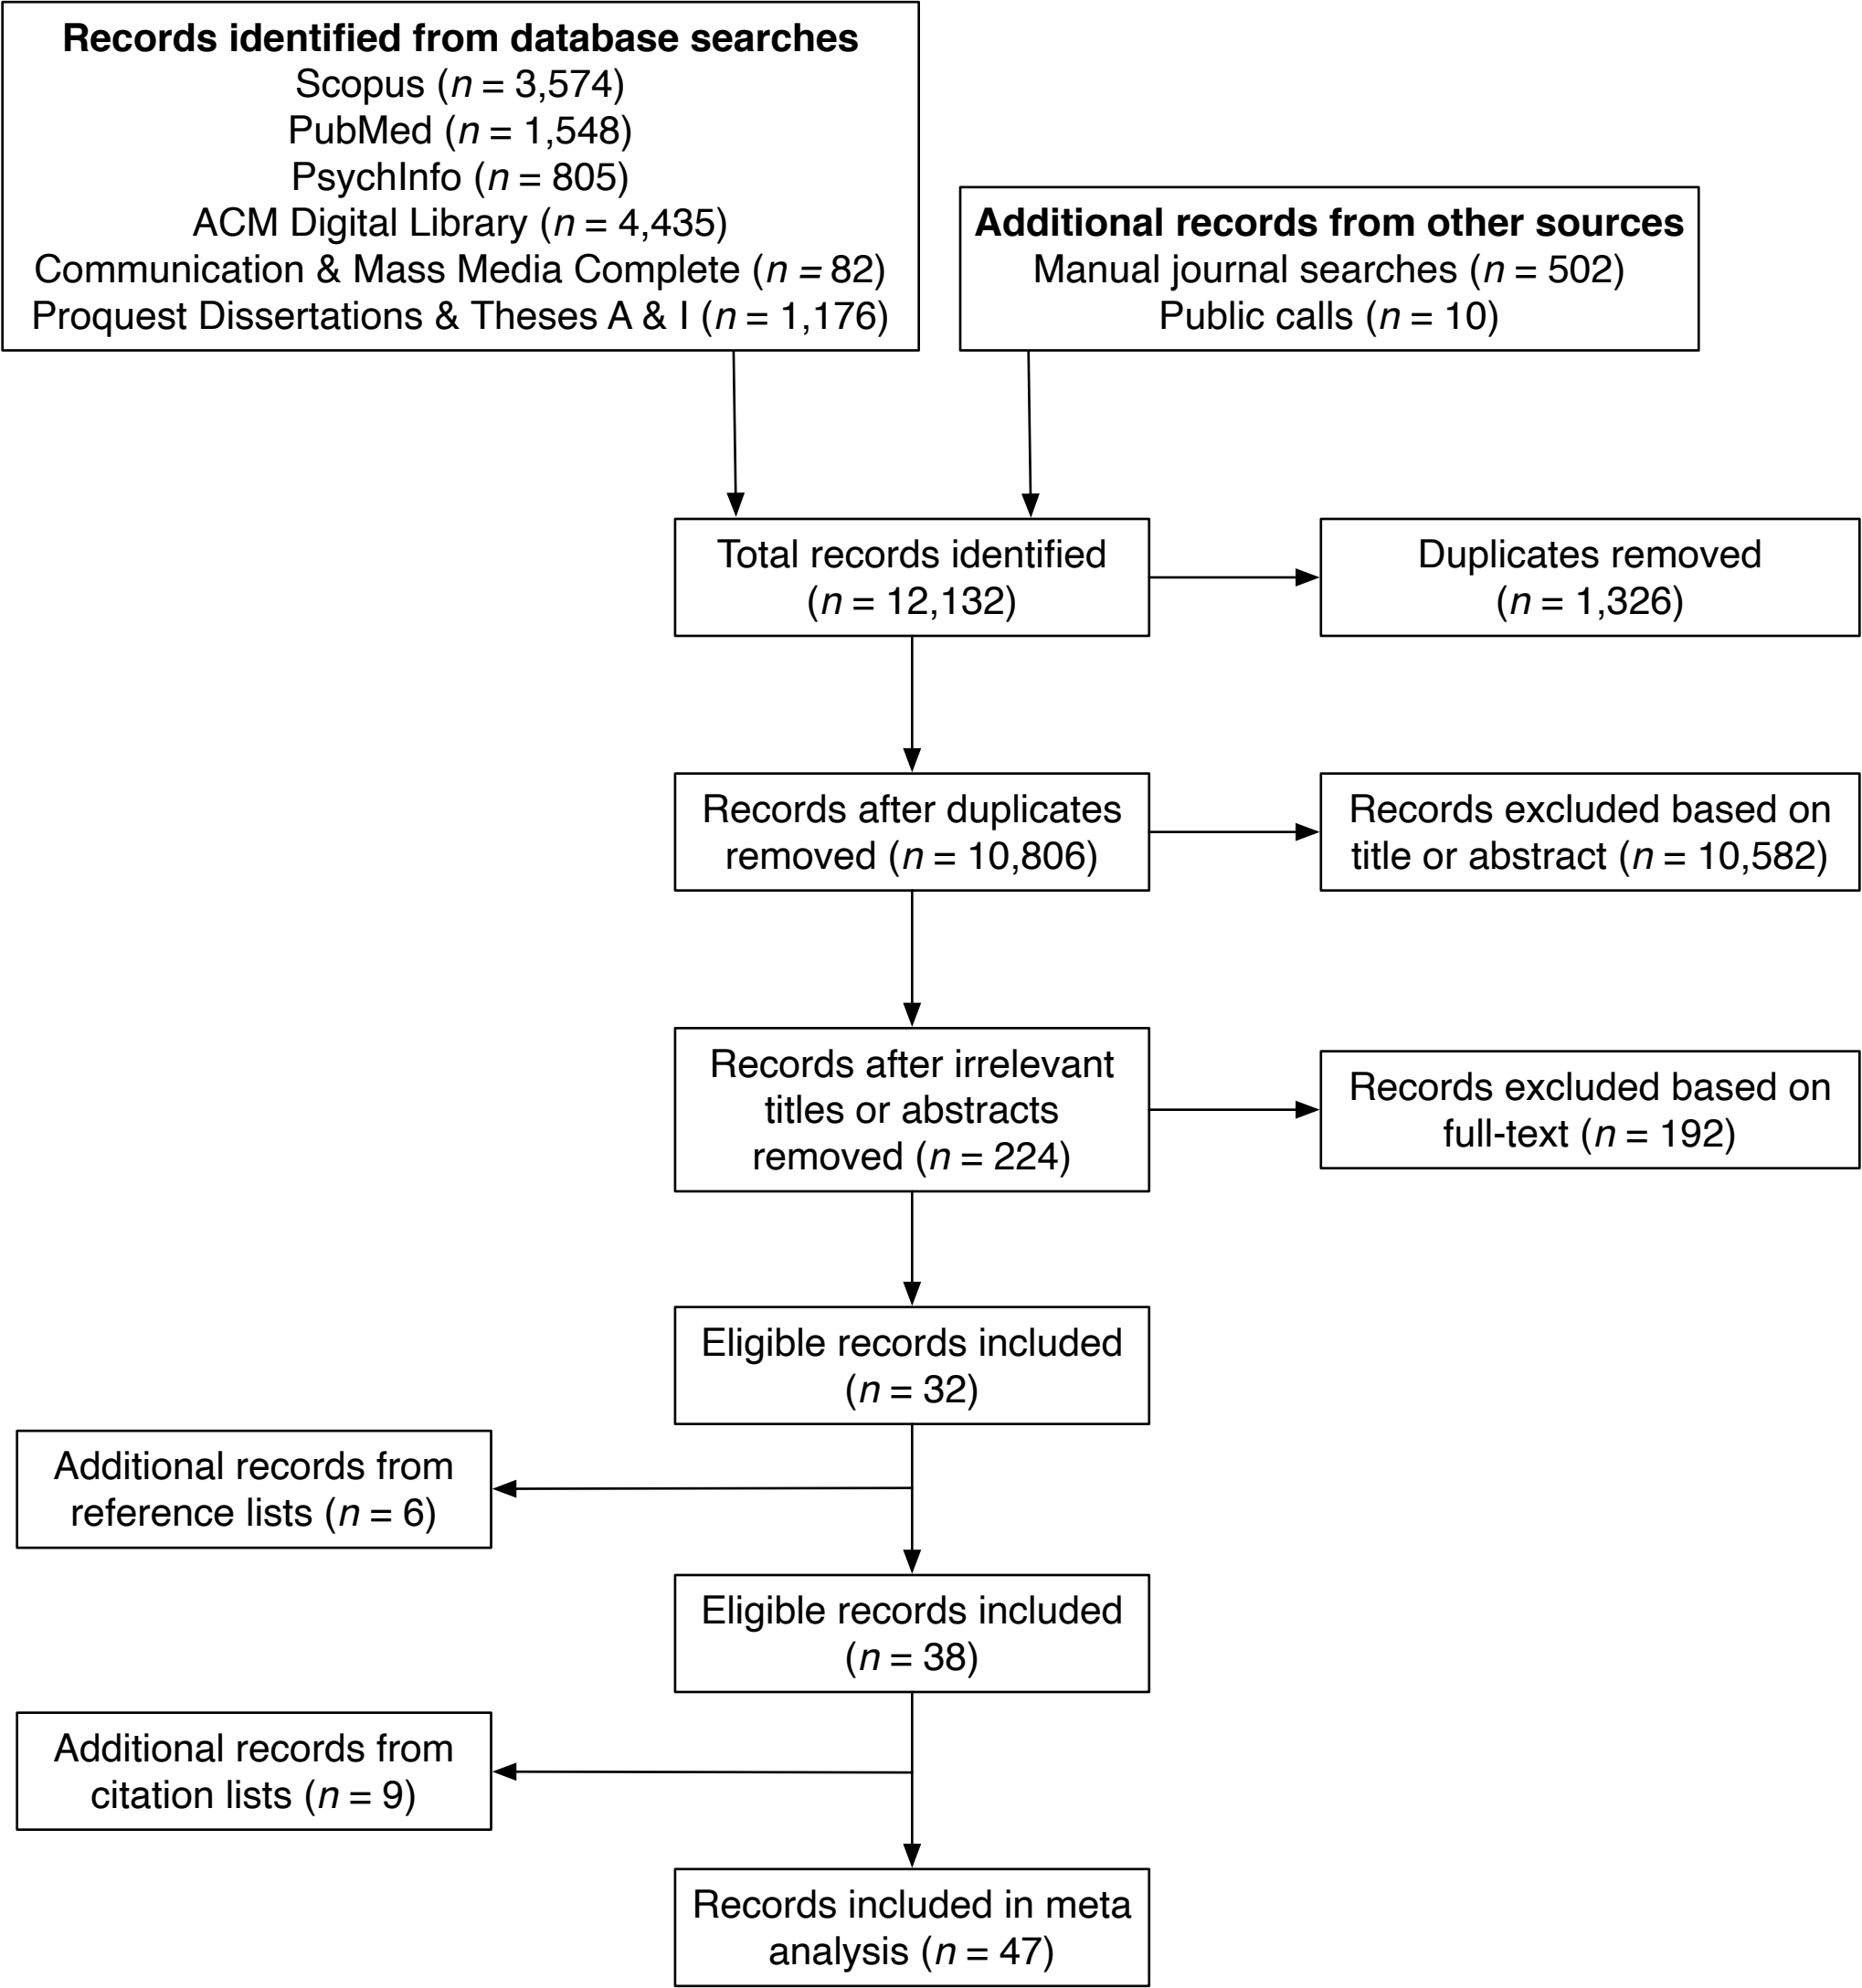 Records identified from database searches
Scopus (n = 3,574)
PubMed (n = 1,548)
PsychInfo (n = 805)
ACM Digital Library (n = 4,435)
Communication & Mass Media Complete (n = 82)
Proquest Dissertations & Theses A & I (n = 1,176)
Additional records from other sources
Manual journal searches (n = 502)
Public calls (n = 10)
Total records identified
(n = 12,132)
Duplicates removed
(n = 1,326)
Records after duplicates
removed (n = 10,806)
Records excluded based on
title or abstract (n = 10,582)
Records after irrelevant
titles or abstracts
removed (n = 224)
Records excluded based on
full-text (n = 192)
Eligible records included
(n = 32)
Additional records from
reference lists (n = 6)
Eligible records included
(n = 38)
Additional records from
citation lists (n = 9)
Records included in meta
analysis (n = 47)